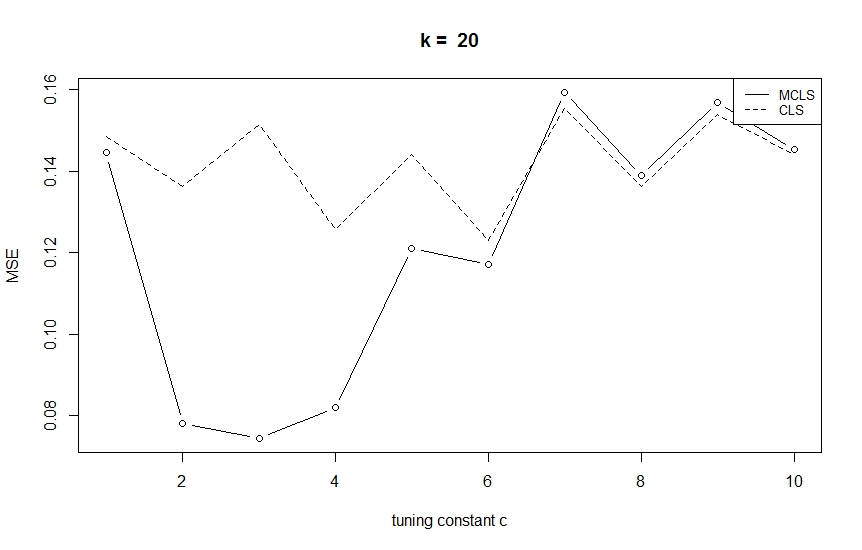 k =  20
MCLS
CLS
0.16
0.14
0.12
0.10
0.08
MSE
2 4 6 8 10
tuning constant c